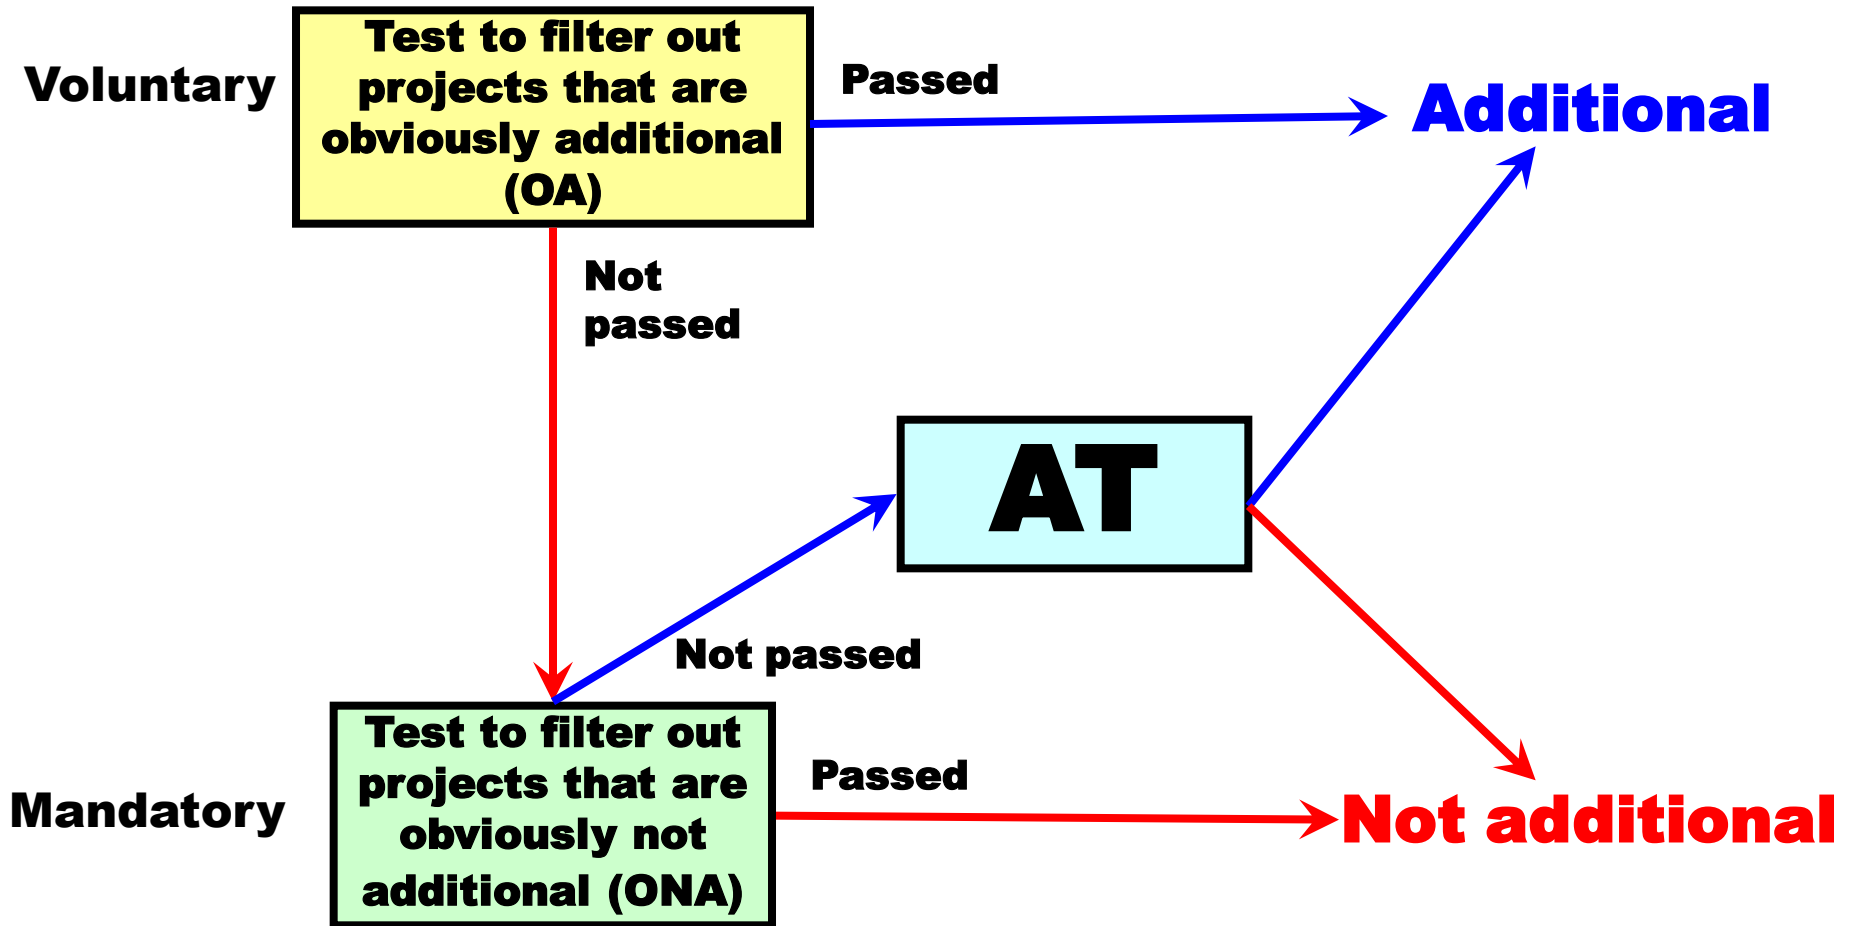 Voluntary
Test to filter out
projects that are
obviously additional
(OA)
Passed
Additional
Not
passed
AT
Not passed
Mandatory
Test to filter out
projects that are
obviously not
additional (ONA)
Passed
Not additional